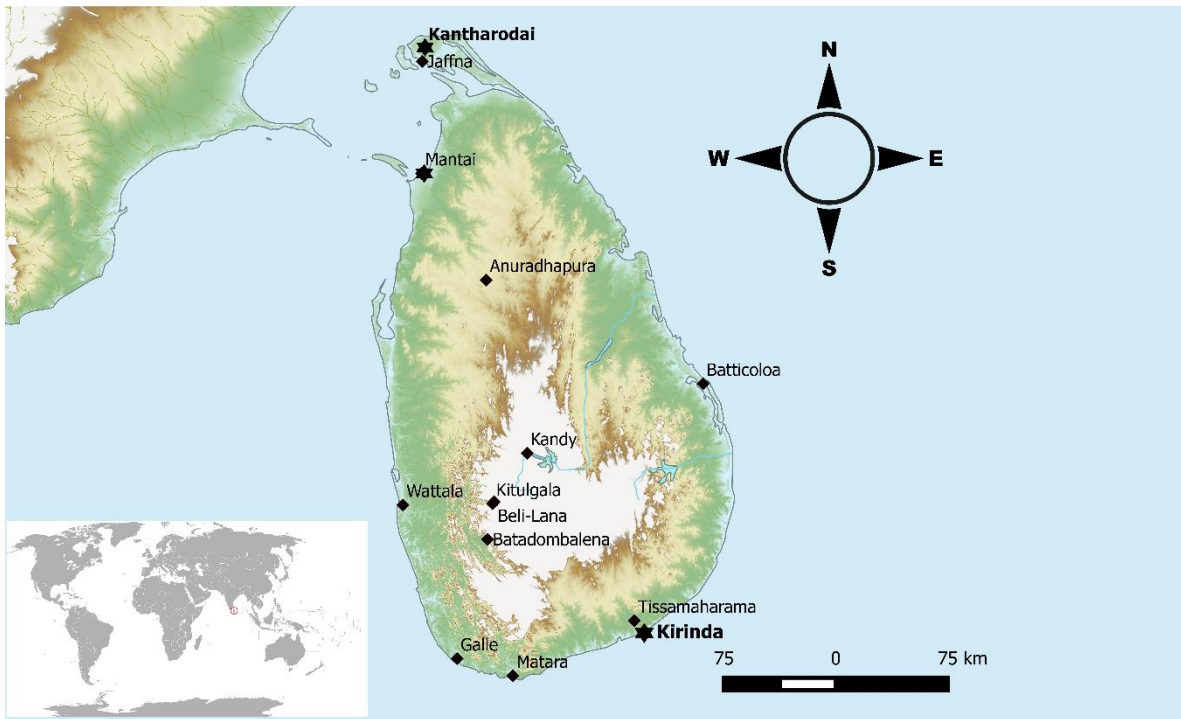 Kantharodai
Jaffna
N
W
E
S
Mantai
Anuradhapura
Batticoloa
Kandy
Wattala
Kitulgala
Beli-Lana
Batadombalena
Tissamaharama
Kirinda
Galle
Matara
75 0 75 km